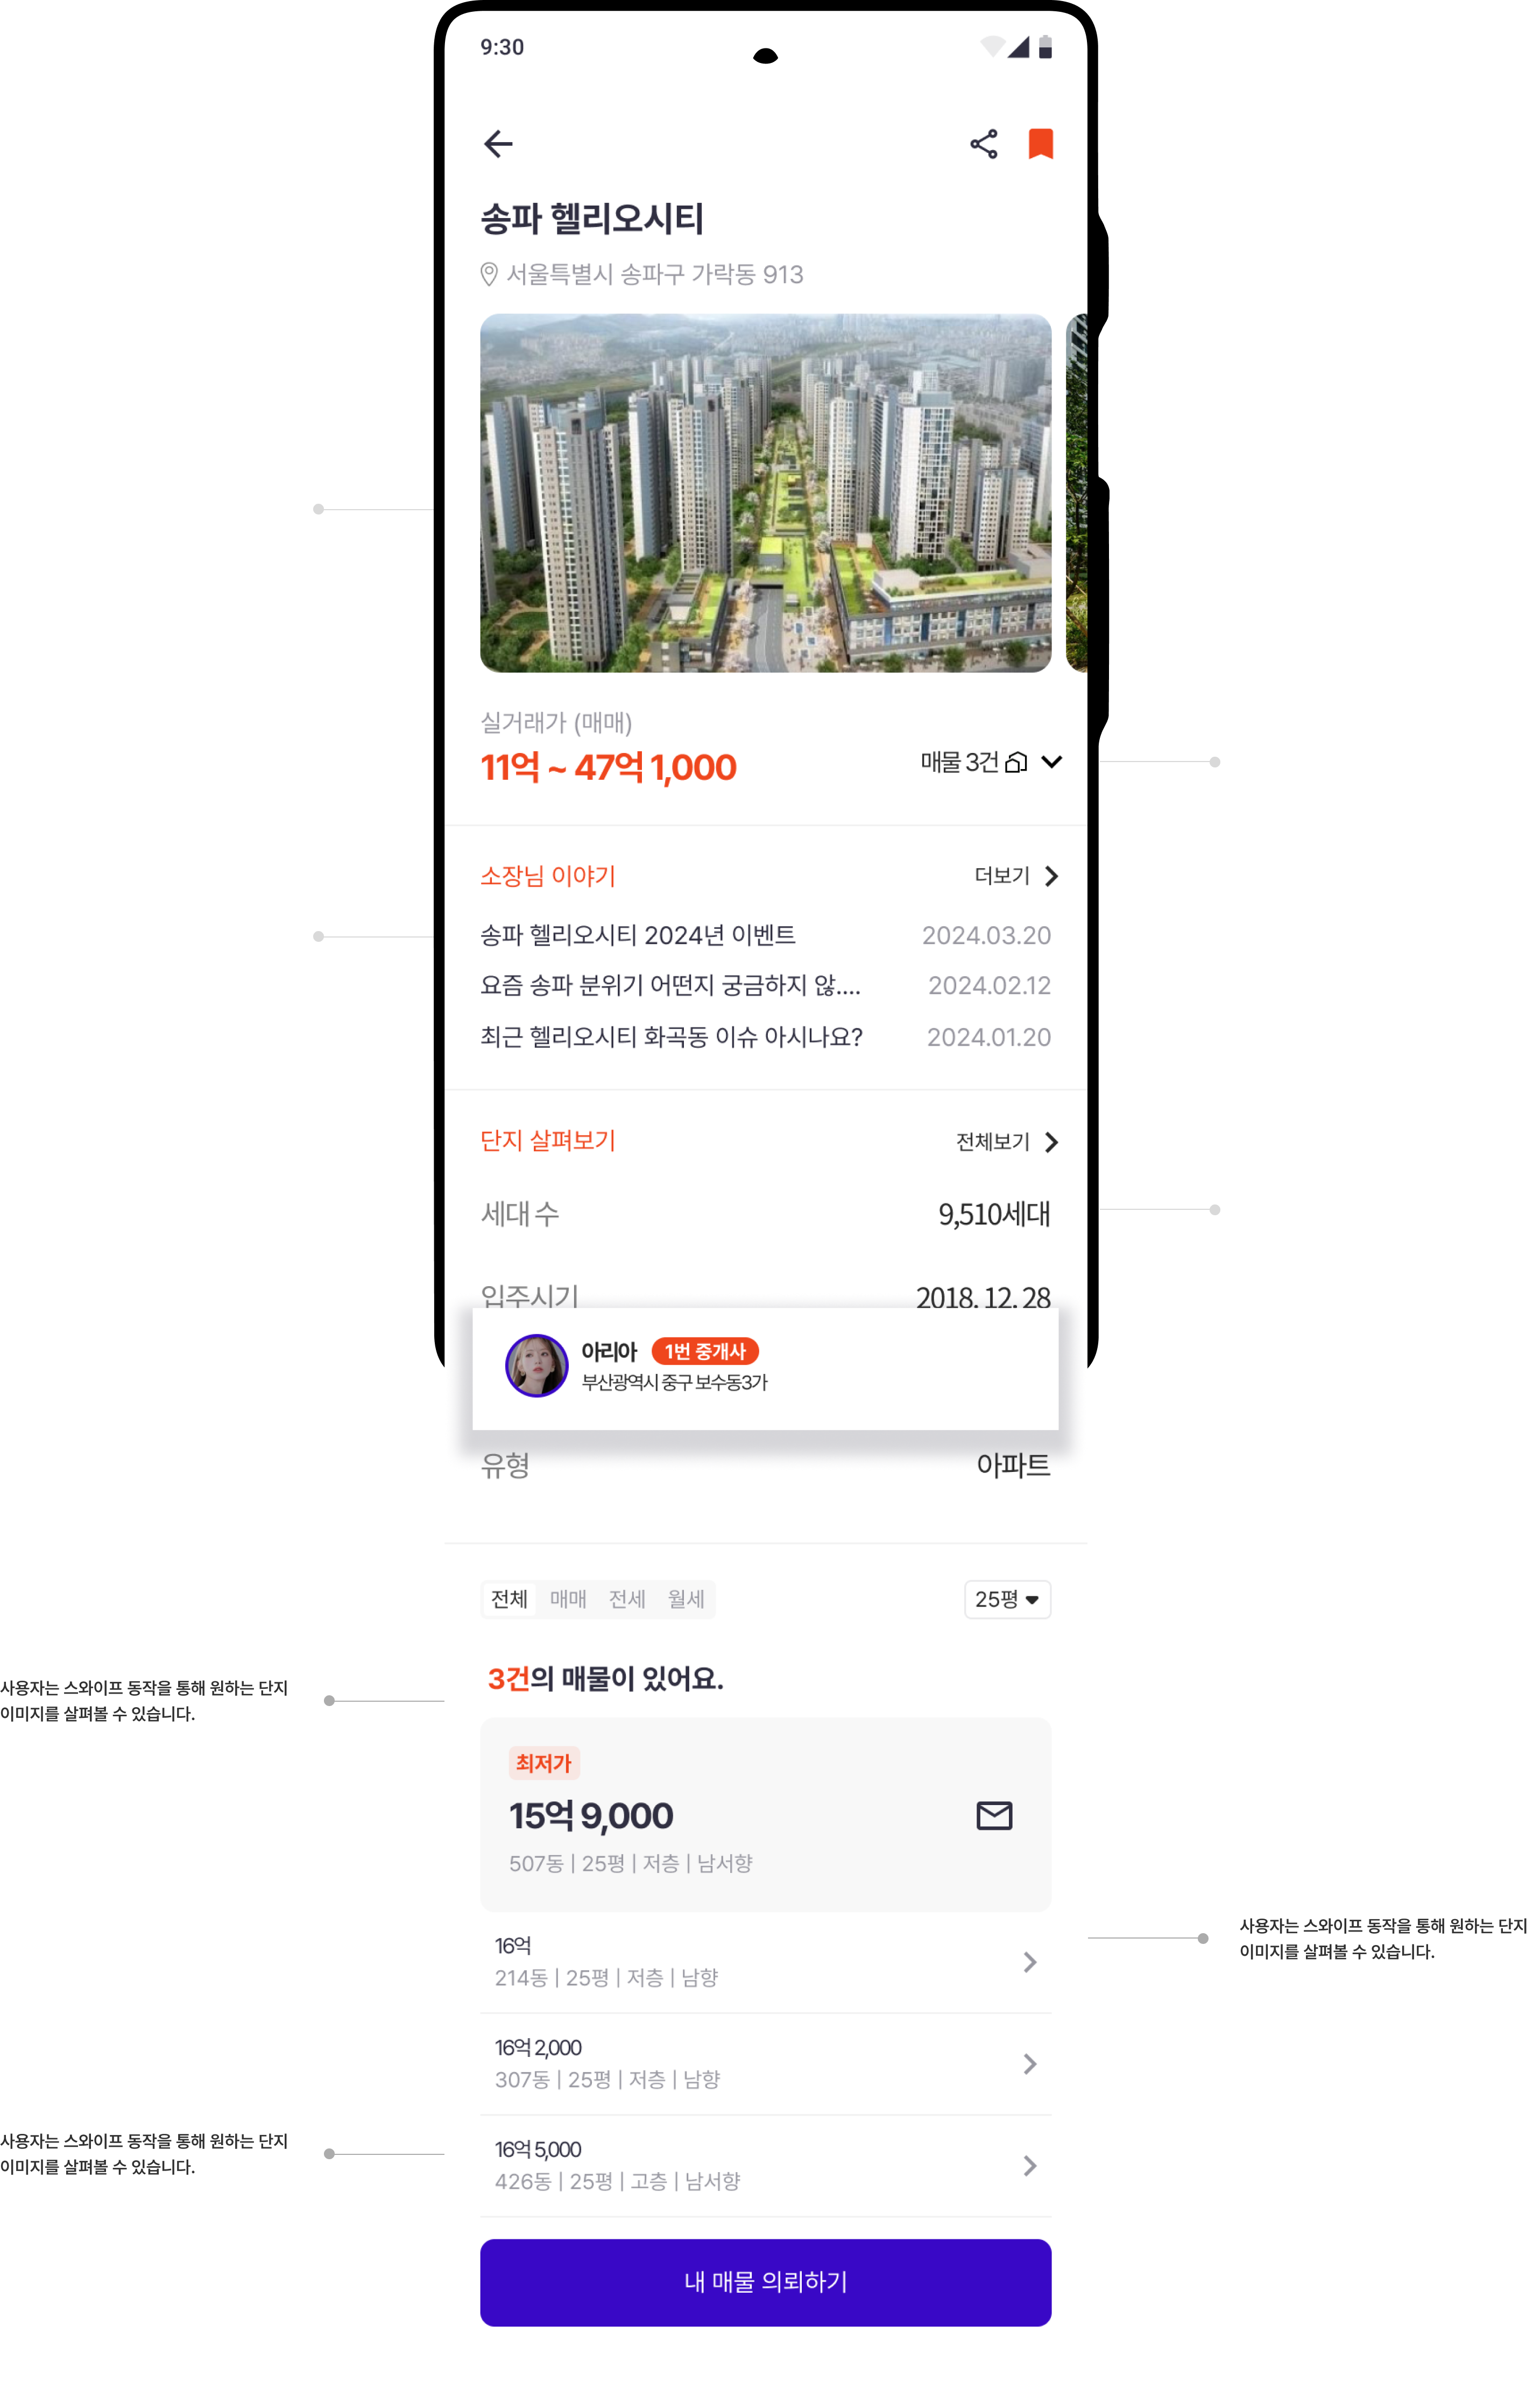 9:30
송파 헬리오시티
서울특별시 송파구 가락동 913
실거래가 (매매)
11억 ~ 47억 1,000
매물 3건
소장님 이야기
더보기
송파 헬리오시티 2024년 이벤트
2024.03.20
요즘 송파 분위기 어떤지 궁금하지 않....
2024.02.12
최근 헬리오시티 화곡동 이슈 아시나요?
2024.01.20
단지 살펴보기
전체보기
세대 수
9,510세대
입주시기
2018. 12. 28
아리아
1번 중개사
부산광역시 중구 보수동3가
유형
아파트
전체 매매 전세 월세
25평
3건의 매물이 있어요.
사용자는 스와이프 동작을 통해 원하는 단지
이미지를 살펴볼 수 있습니다.
최저가
15억 9,000
507동 | 25평 | 저층 | 남서향
사용자는 스와이프 동작을 통해 원하는 단지
이미지를 살펴볼 수 있습니다.
16억
214동 | 25평 | 저층 | 남향
16억 2,000
307동 | 25평 | 저층 | 남향
사용자는 스와이프 동작을 통해 원하는 단지
이미지를 살펴볼 수 있습니다.
16억 5,000
426동 | 25평 | 고층 | 남서향
내 매물 의뢰하기